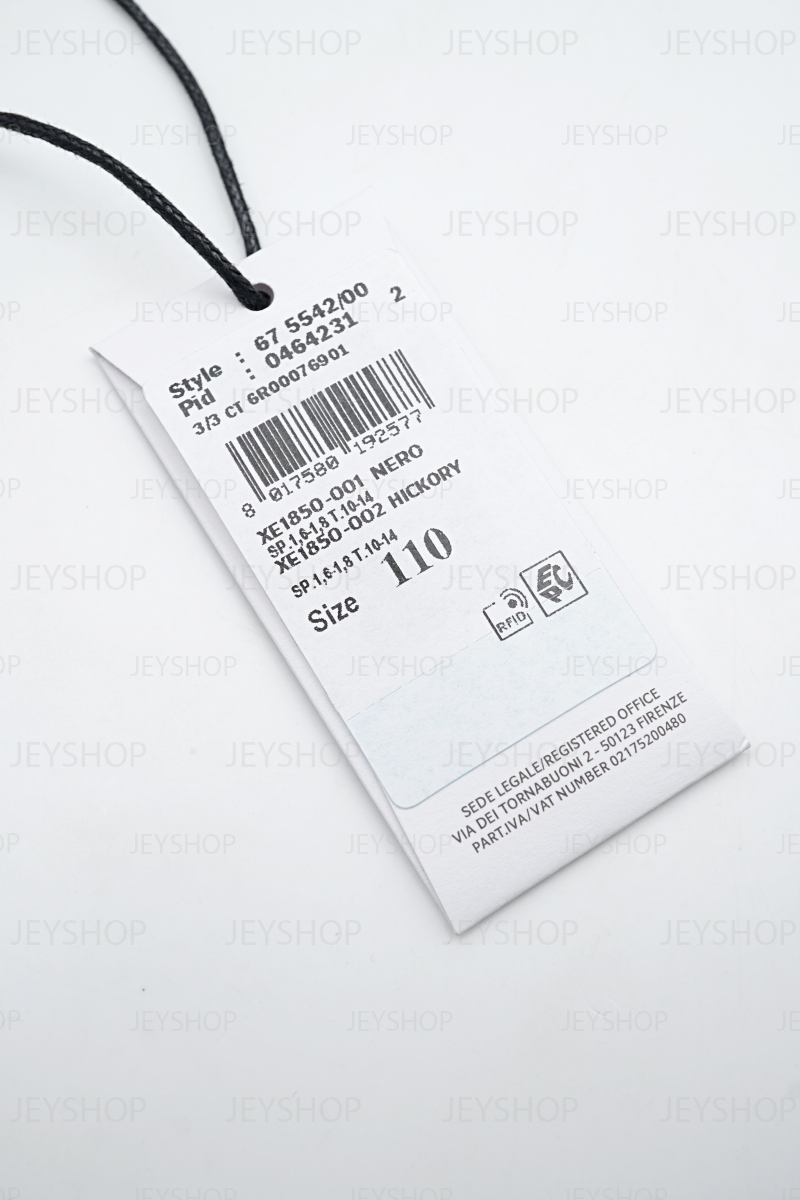 Style : 67 5542/00 2
Pid : 0464231
3/3 CT GR00076901
8 017580 192577
XE1850-001 NERO
SP.1,6-1,8 T.10-14
XE1850-002 HICKORY
SP.1,6-1,8 T.10-14
Size 110
RFID
EPC
SEDE LEGALE/REGISTERED OFFICE
VIA DEI TORNABUONI 2 - 50123 FIRENZE
PART.IVA/VAT NUMBER 02175200480
JEYSHOP